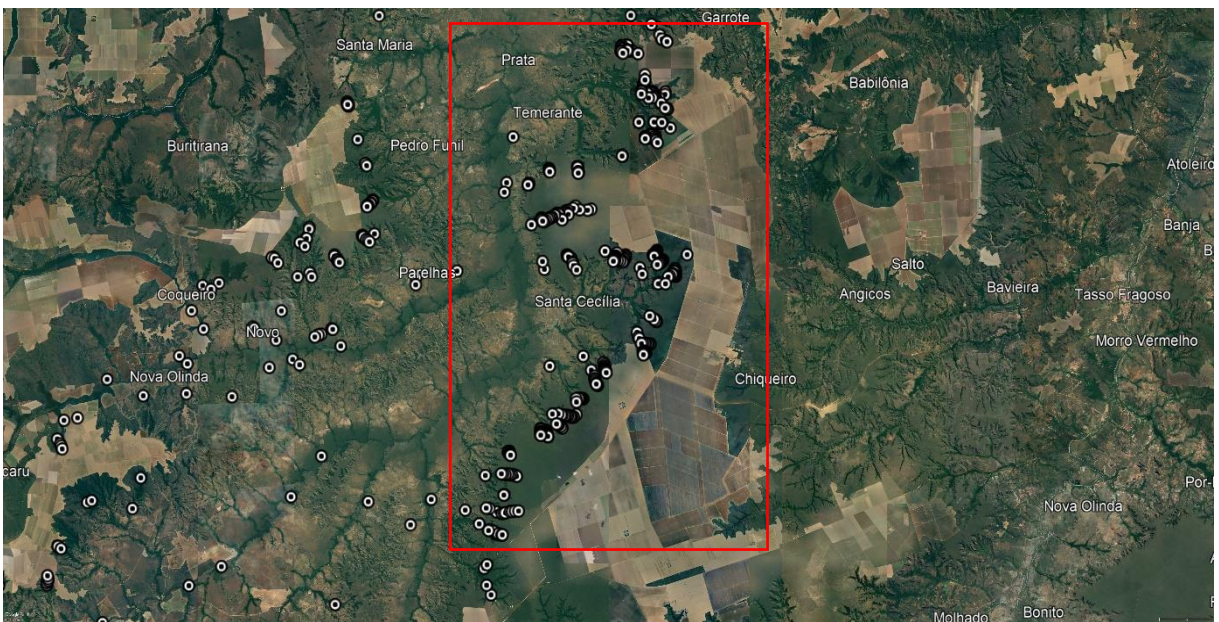 Garrote
Santa Maria
Prata
Babilônia
Temerante
Buritirana
Pedro Funil
Atoleiro
Banja
Parelhas
Salto
Santa Cecília
Angicos
Bavieira
Tasso Fragoso
Coqueiro
Novo
Morro Vermelho
Nova Olinda
Chiqueiro
caru
Por-
Nova Olinda
Molhado
Bonito